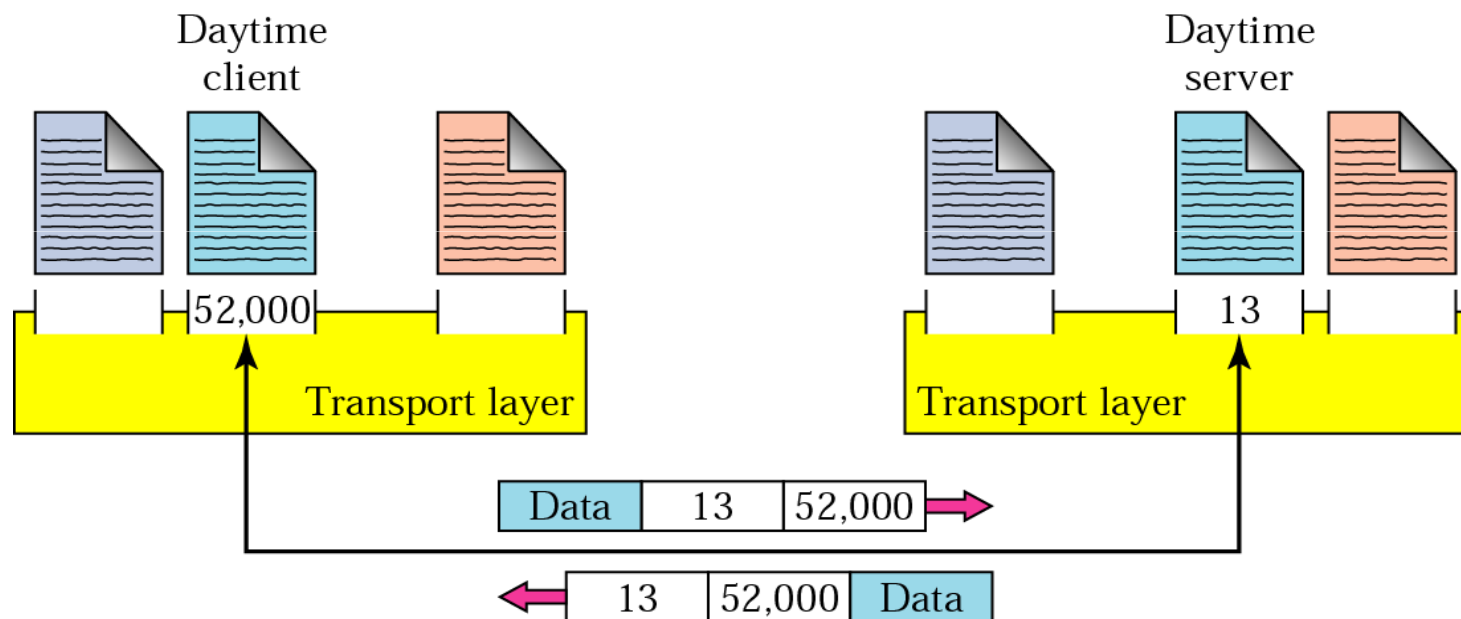 Daytime
client
Daytime
server
52,000
13
Transport layer
Transport layer
Data 13 52,000
13 52,000 Data